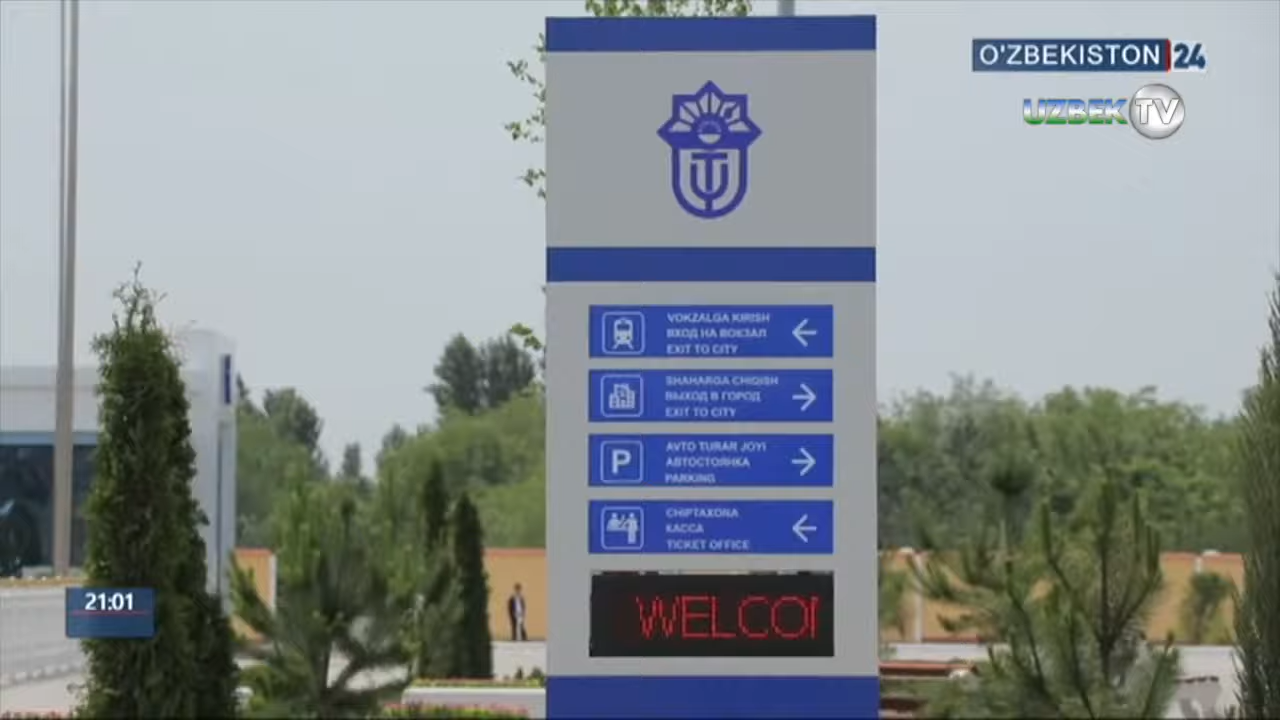 O'ZBEKISTON 24
UZBEK TV
VOKZALGA KIRISH
ВХОД НА ВОКЗАЛ
EXIT TO CITY
SHAHARGA CHIQISH
ВЫХОД В ГОРОД
EXIT TO CITY
P
AVTO TURAR JOYI
АВТОСТОЯНКА
PARKING
CHIPTAXONA
КАССА
TICKET OFFICE
WELCO
21:01